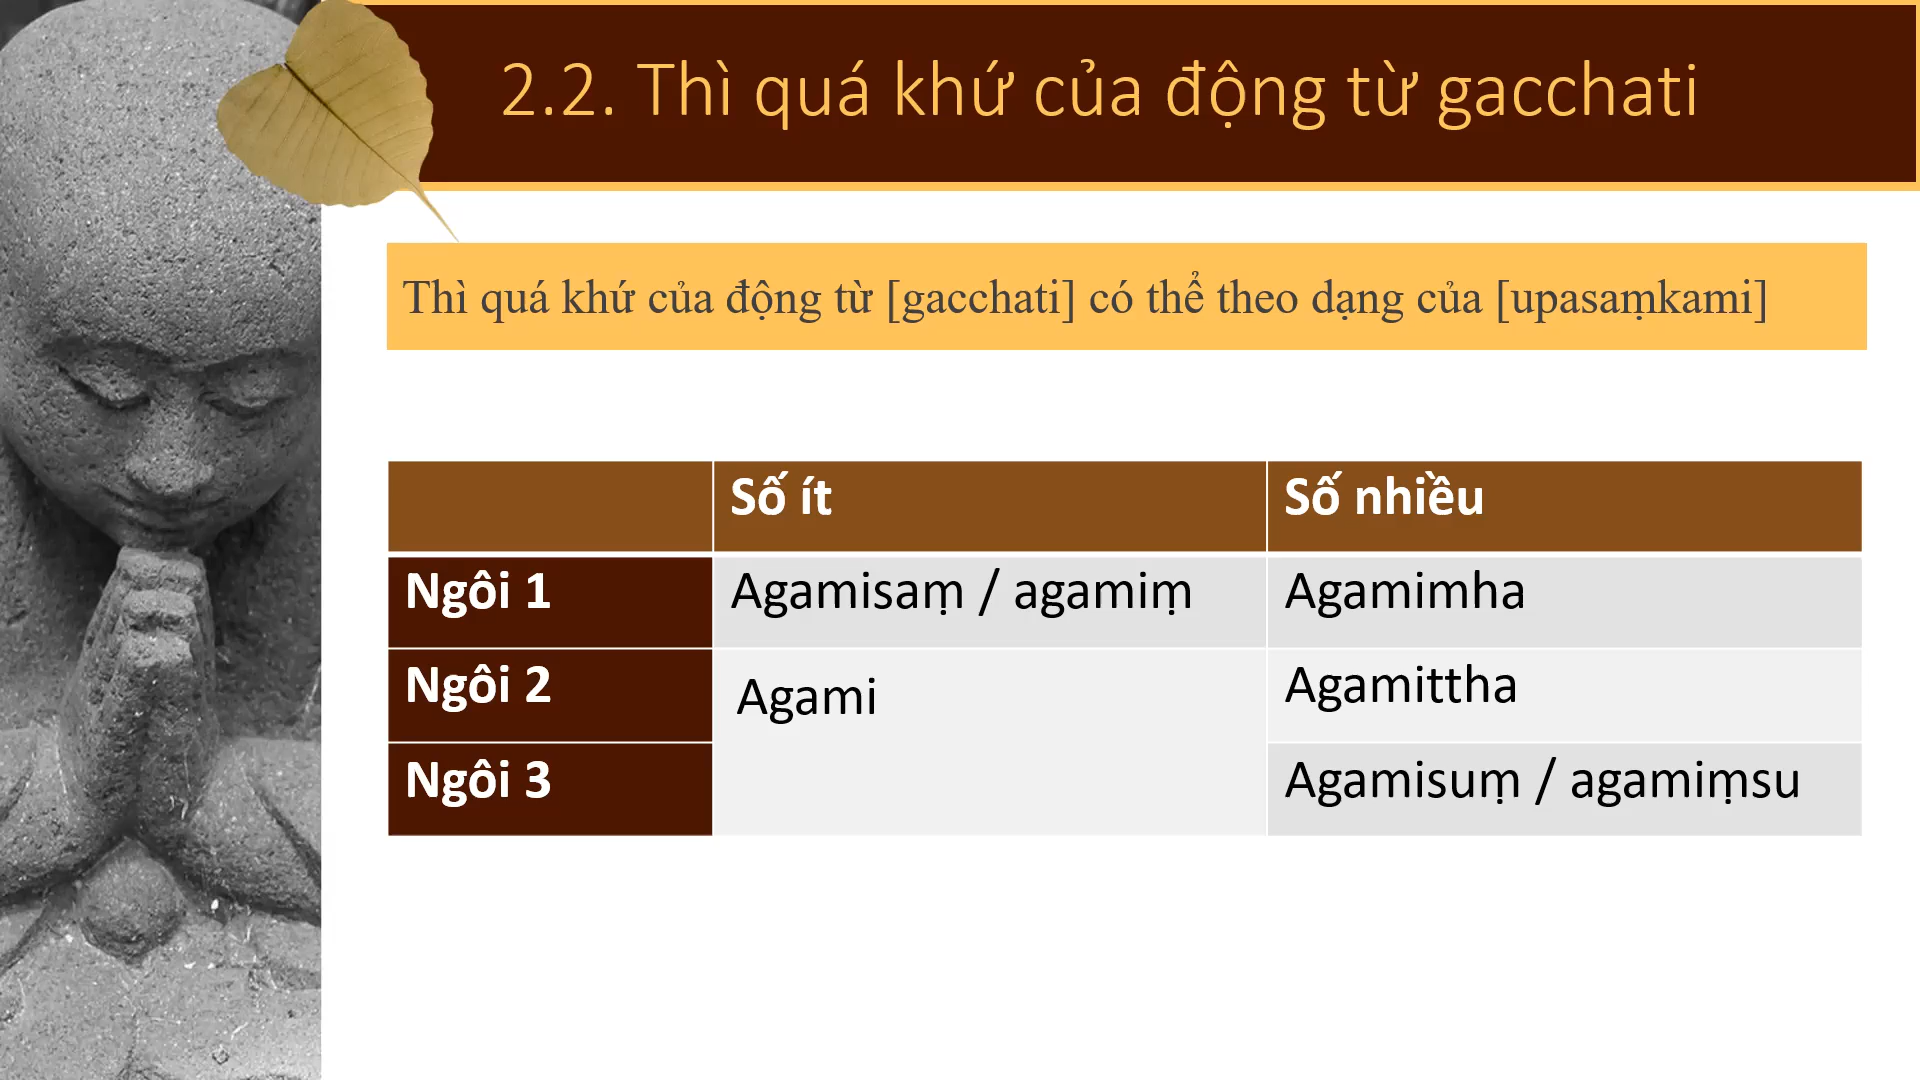 2.2. Thì quá khứ của động từ gacchati
Thì quá khứ của động từ [gacchati] có thể theo dạng của [upasaṃkami]
Số ít Số nhiều
Ngôi 1 Agamisaṃ / agamiṃ Agamimha
Ngôi 2 Agami Agamittha
Ngôi 3 Agamisuṃ / agamiṃsu